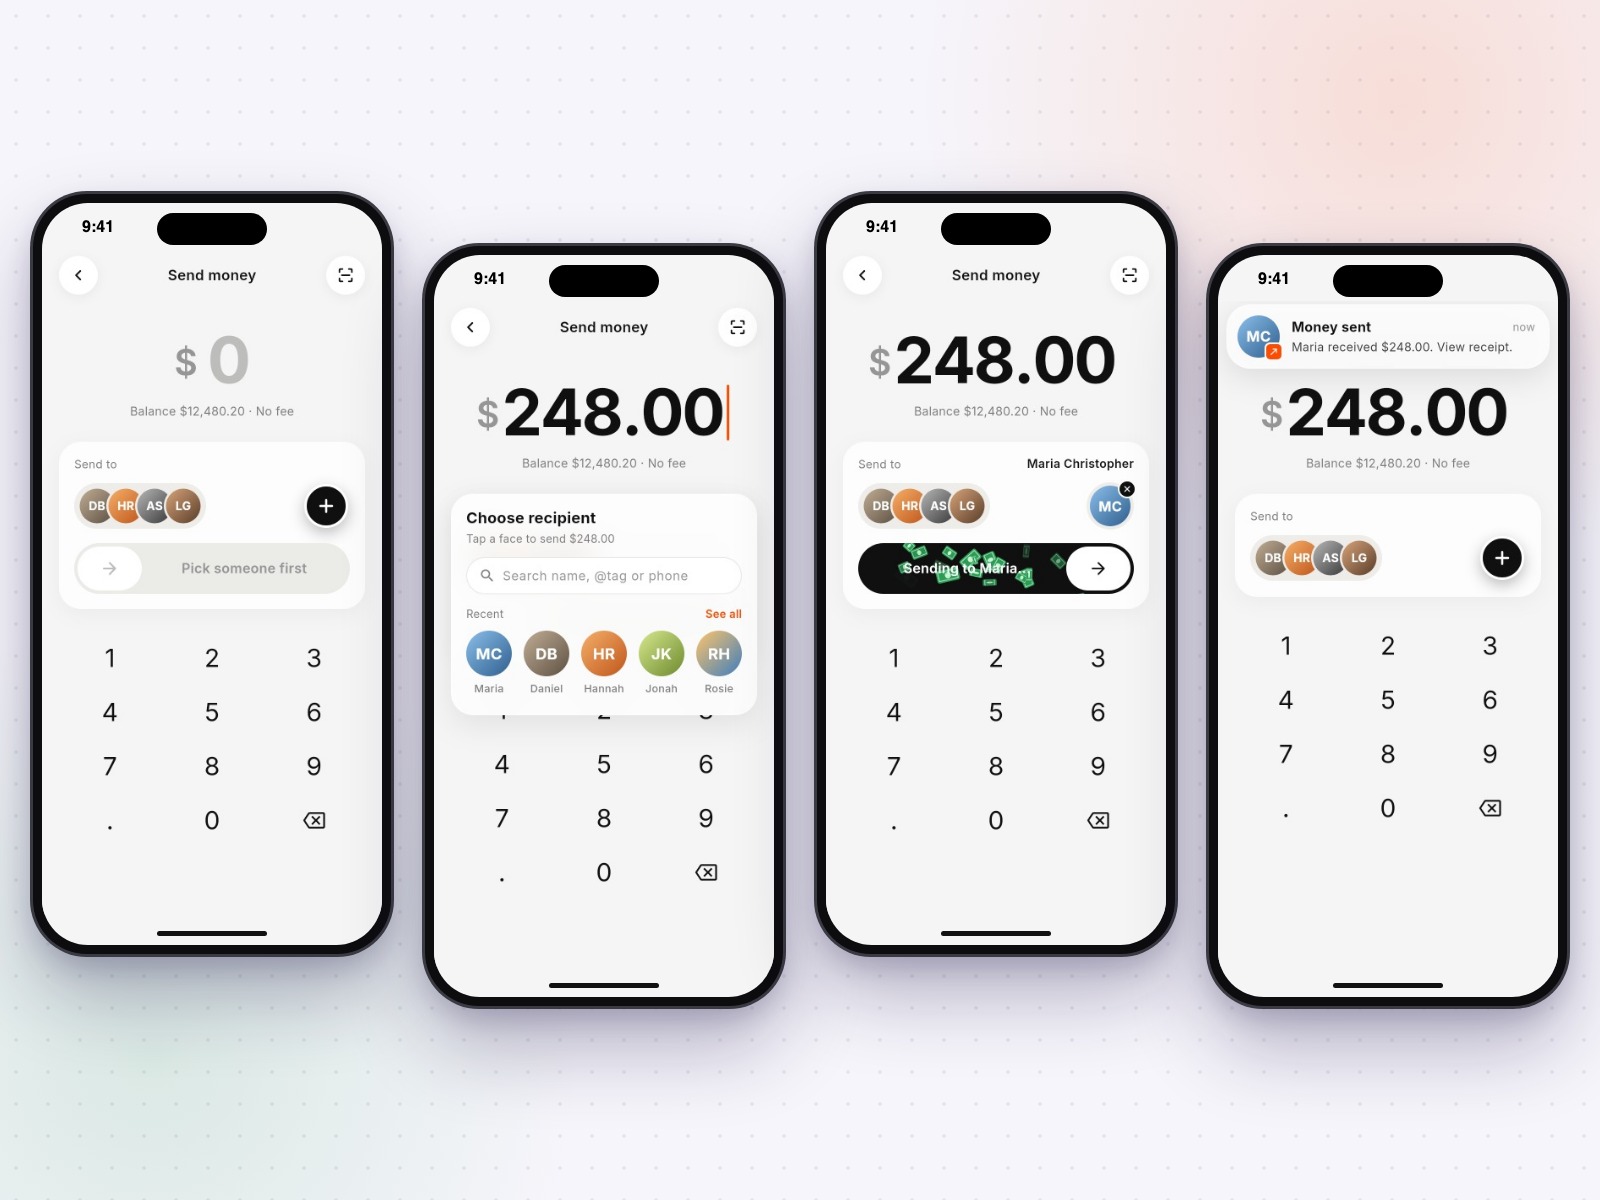 9:41
Send money
$ 0
Balance $12,480.20 · No fee
Send to
DB HR AS LG
Pick someone first
1 2 3
4 5 6
7 8 9
. 0
9:41
Send money
$248.00
Balance $12,480.20 · No fee
Choose recipient
Tap a face to send $248.00
Search name, @tag or phone
Recent See all
MC DB HR JK RH
Maria Daniel Hannah Jonah Rosie
4 5 6
7 8 9
. 0
9:41
Send money
$248.00
Balance $12,480.20 · No fee
Send to Maria Christopher
DB HR AS LG MC
Sending to Maria...
1 2 3
4 5 6
7 8 9
. 0
9:41
Money sent now
MC
Maria received $248.00. View receipt.
$248.00
Balance $12,480.20 · No fee
Send to
DB HR AS LG
1 2 3
4 5 6
7 8 9
. 0